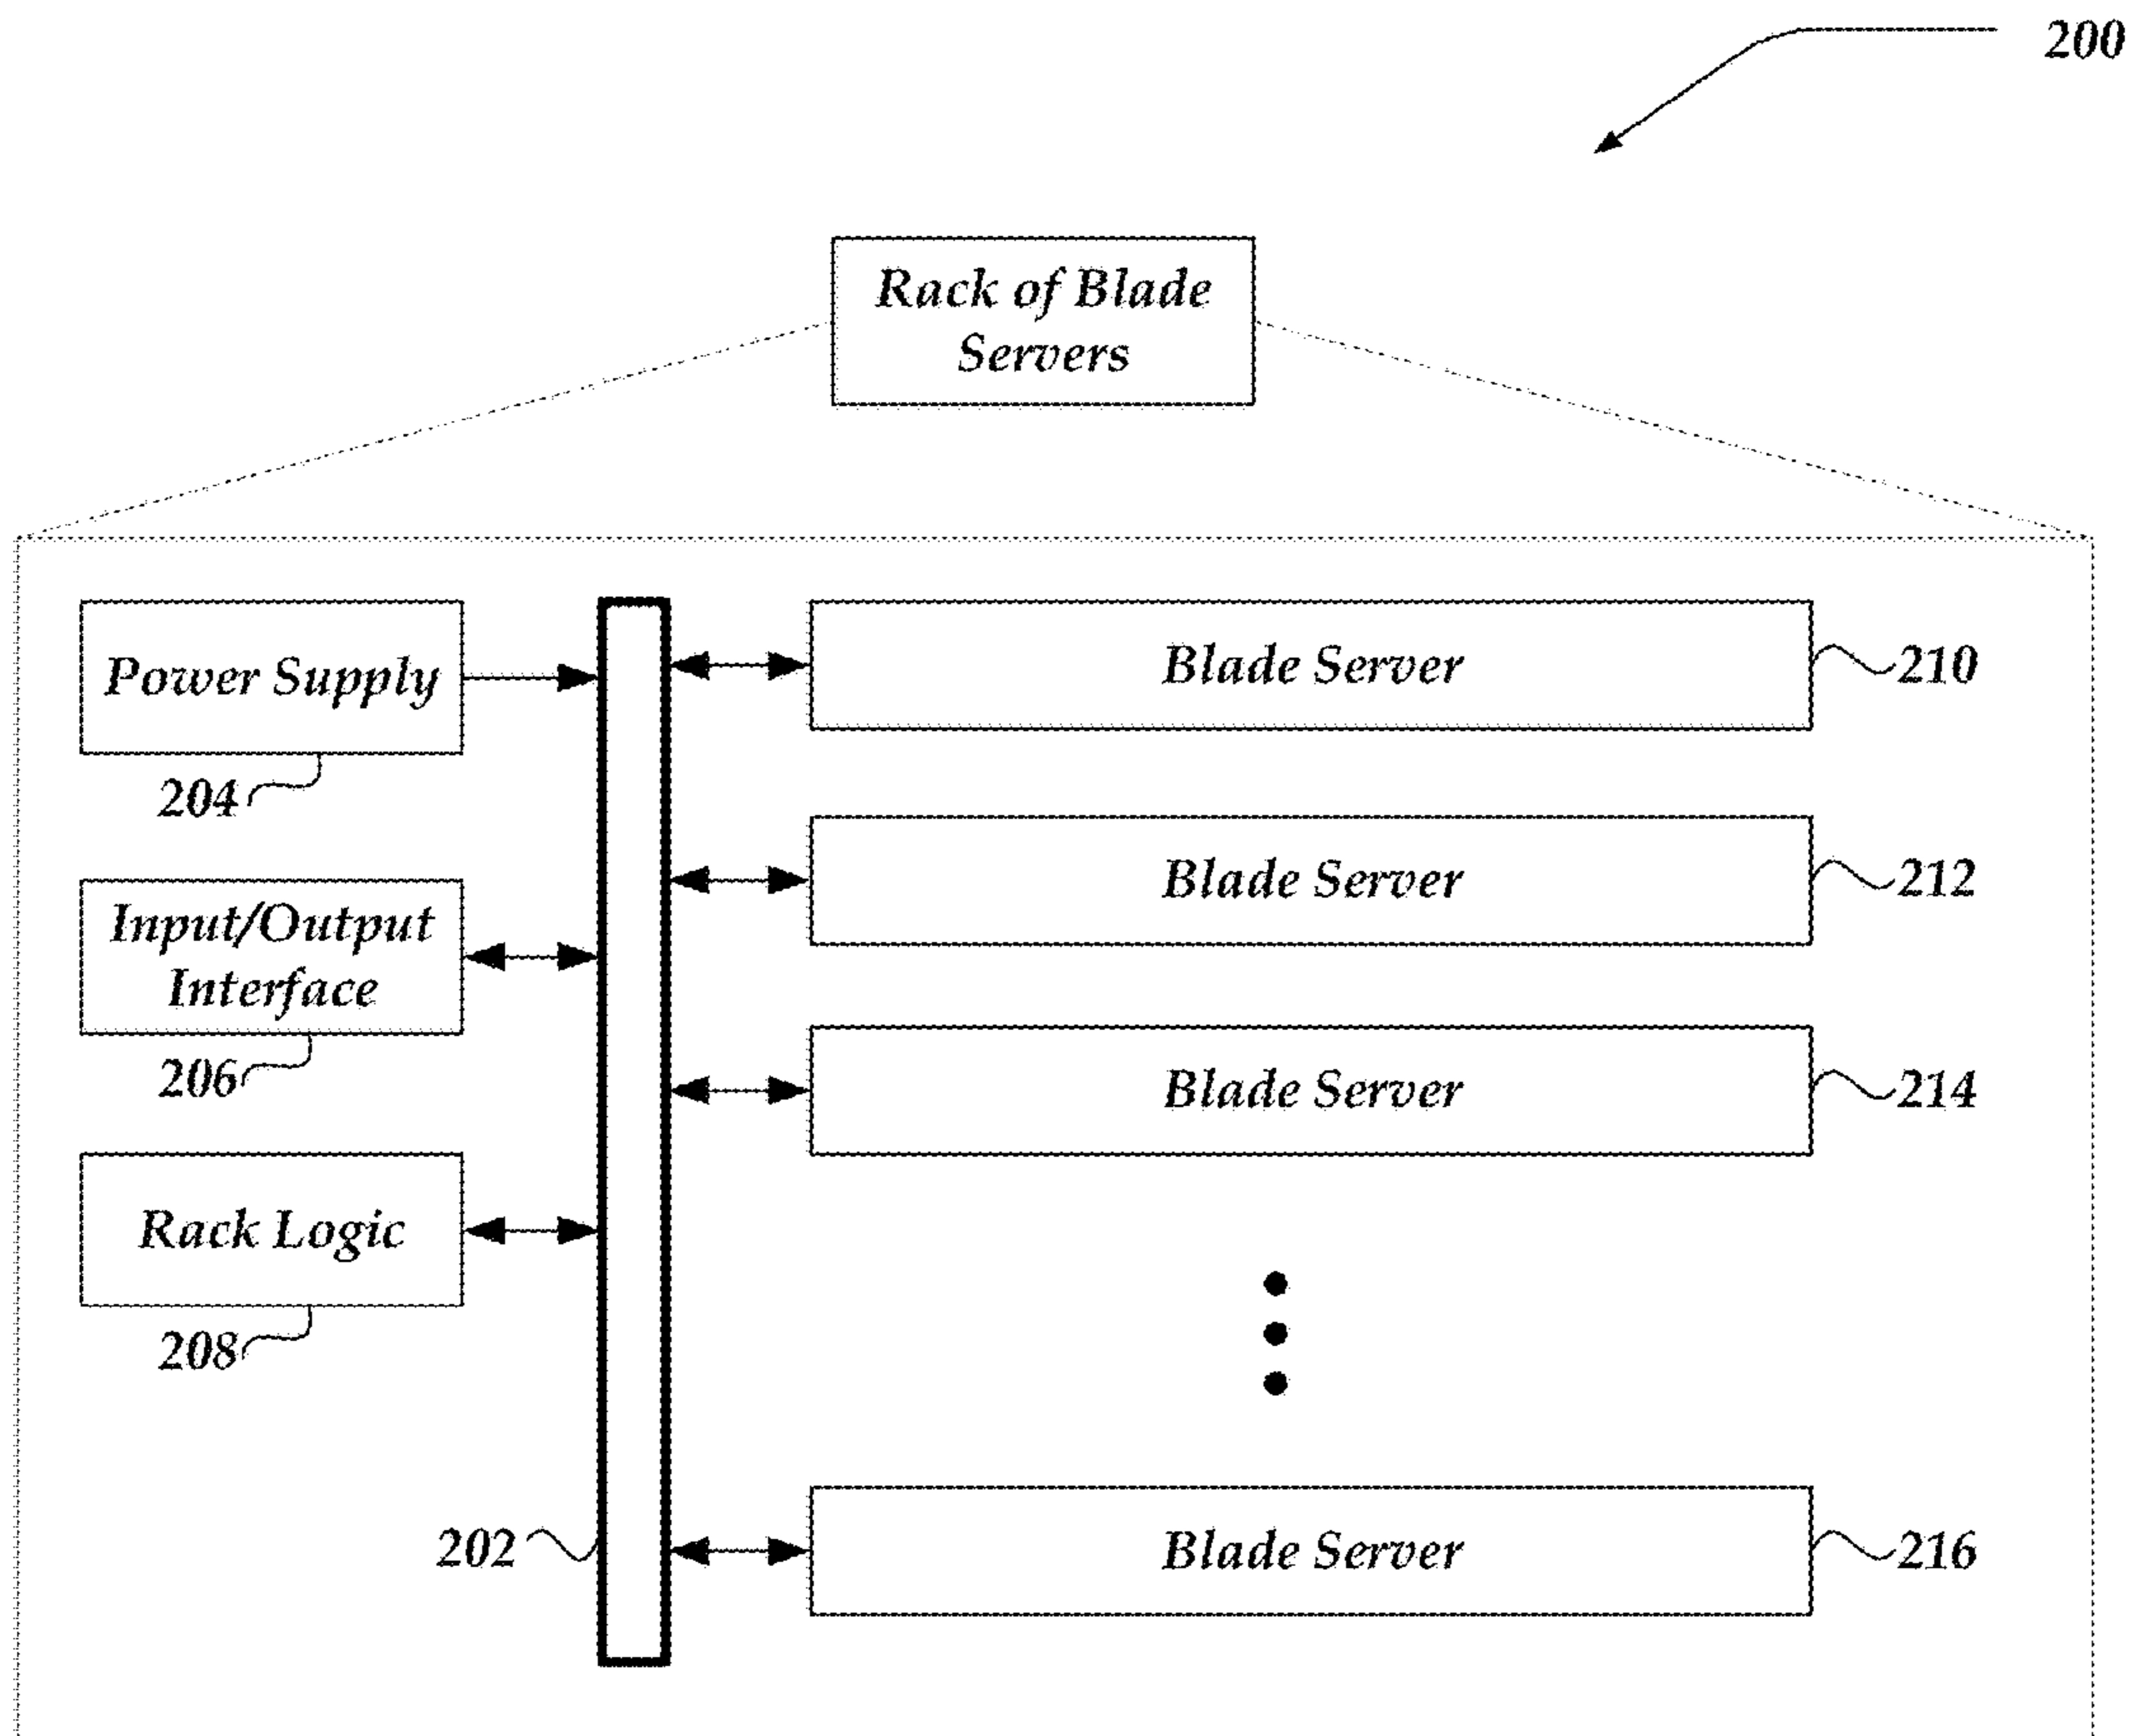 200
Rack of Blade
Servers
Power Supply
204
Input/Output
Interface
206
Rack Logic
208
202
Blade Server
210
Blade Server
212
Blade Server
214
Blade Server
216